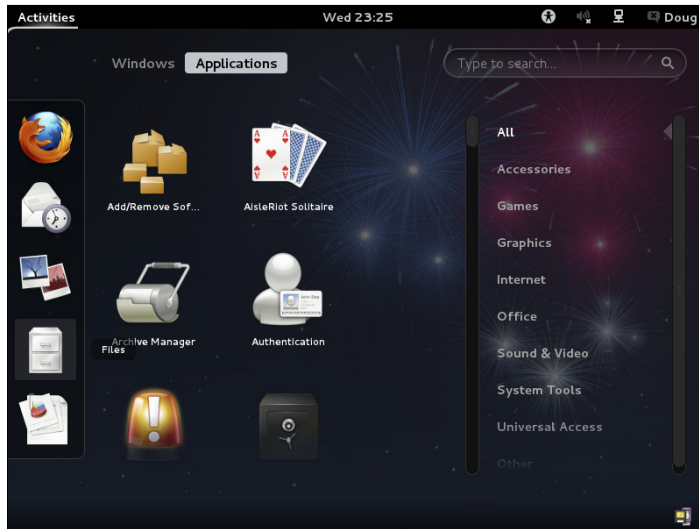 Activities
Wed 23:25
Doug
Windows
Applications
Type to search...
Add/Remove Sof...
AisleRiot Solitaire
Archive Manager
Authentication
Files
All
Accessories
Games
Graphics
Internet
Office
Sound & Video
System Tools
Universal Access
Other